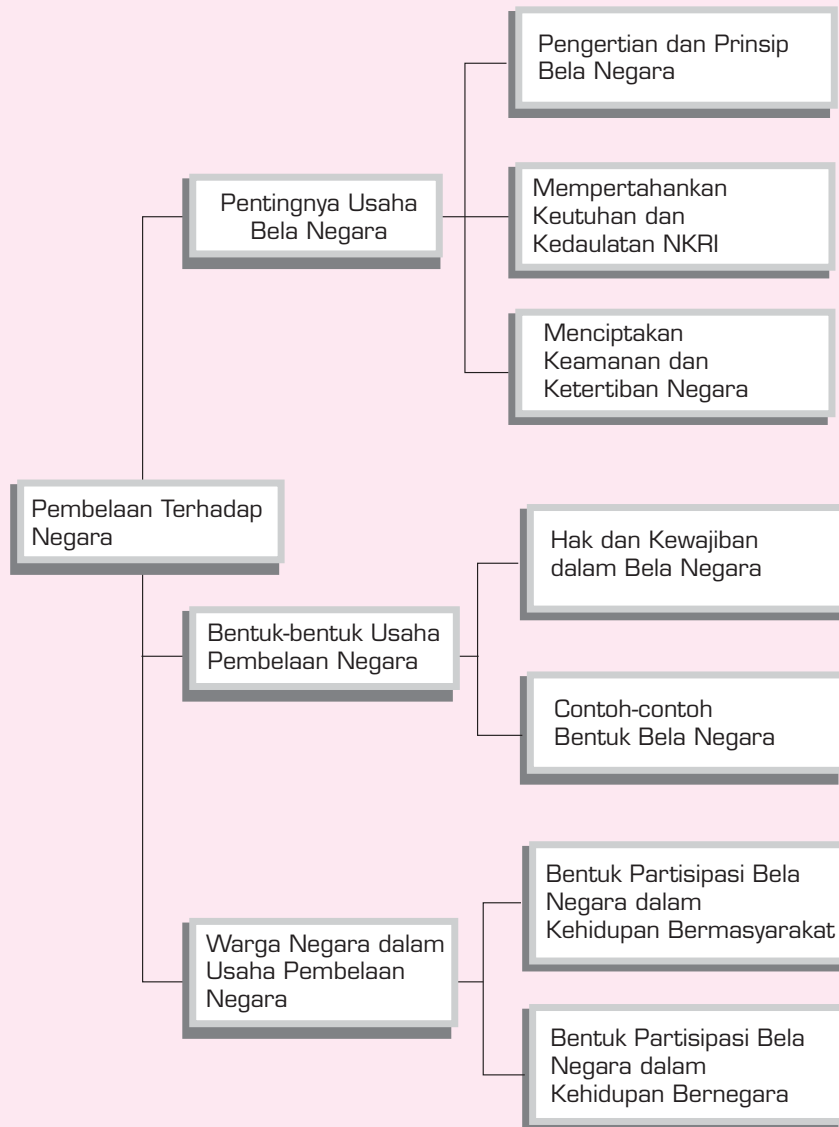 Pengertian dan Prinsip
Bela Negara
Pentingnya Usaha
Bela Negara
Mempertahankan
Keutuhan dan
Kedaulatan NKRI
Menciptakan
Keamanan dan
Ketertiban Negara
Pembelaan Terhadap
Negara
Hak dan Kewajiban
dalam Bela Negara
Bentuk-bentuk Usaha
Pembelaan Negara
Contoh-contoh
Bentuk Bela Negara
Bentuk Partisipasi Bela
Negara dalam
Kehidupan Bermasyarakat
Warga Negara dalam
Usaha Pembelaan
Negara
Bentuk Partisipasi Bela
Negara dalam
Kehidupan Bernegara